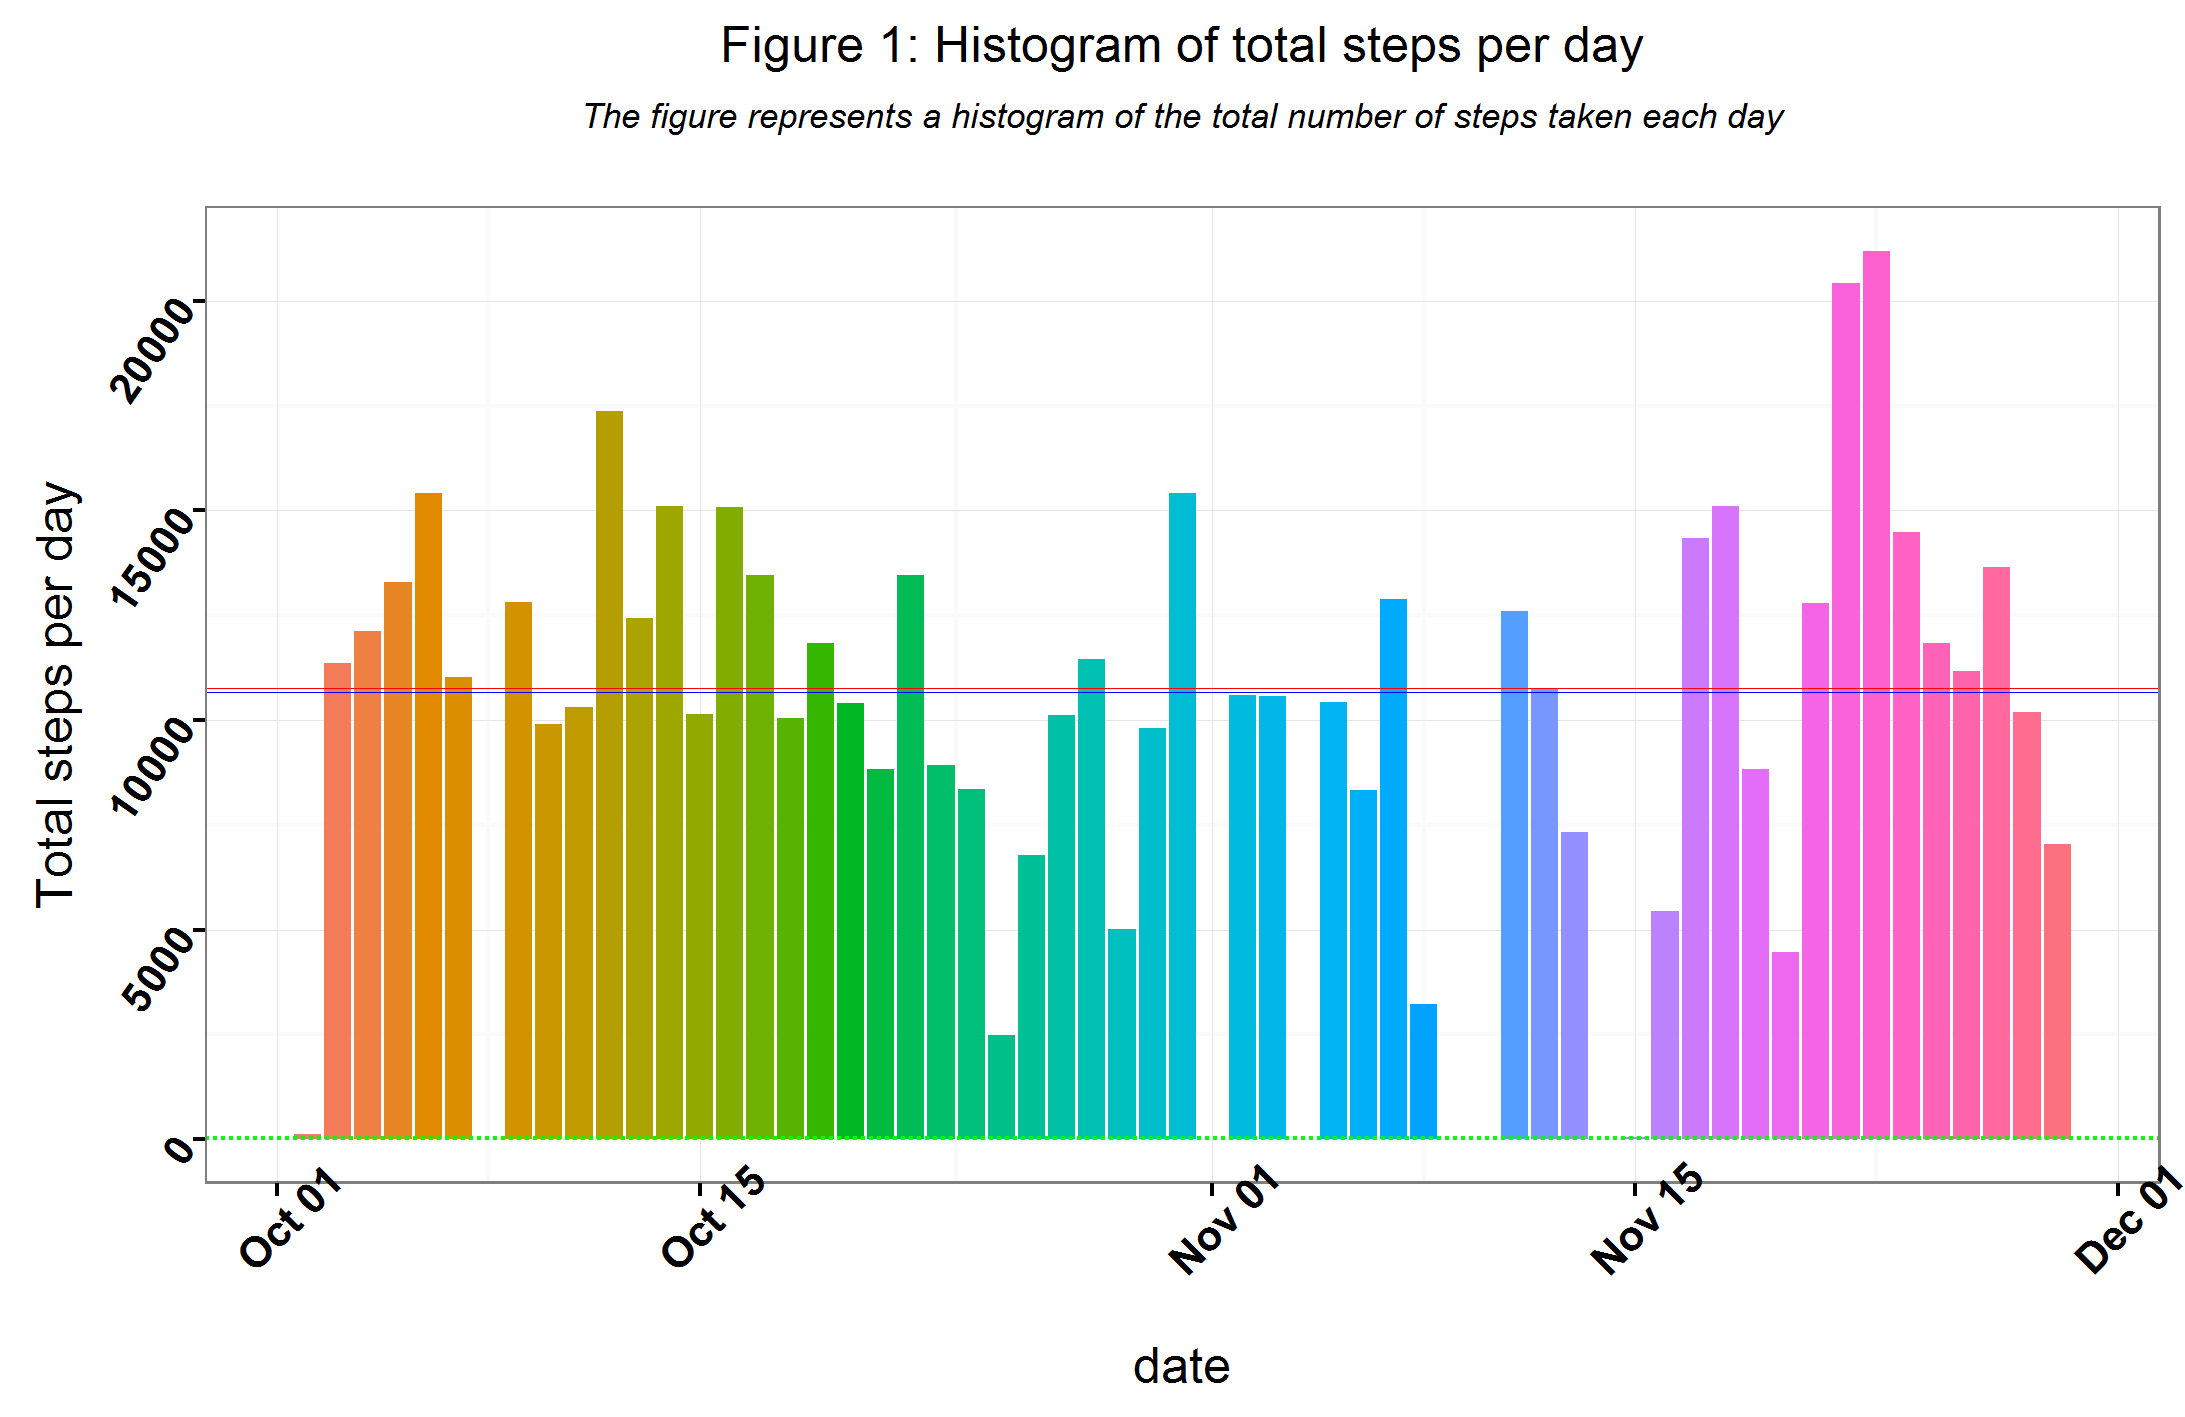 Figure 1: Histogram of total steps per day
The figure represents a histogram of the total number of steps taken each day
Total steps per day
20000
15000
10000
5000
0
Oct 01
Oct 15
Nov 01
Nov 15
Dec 01
date